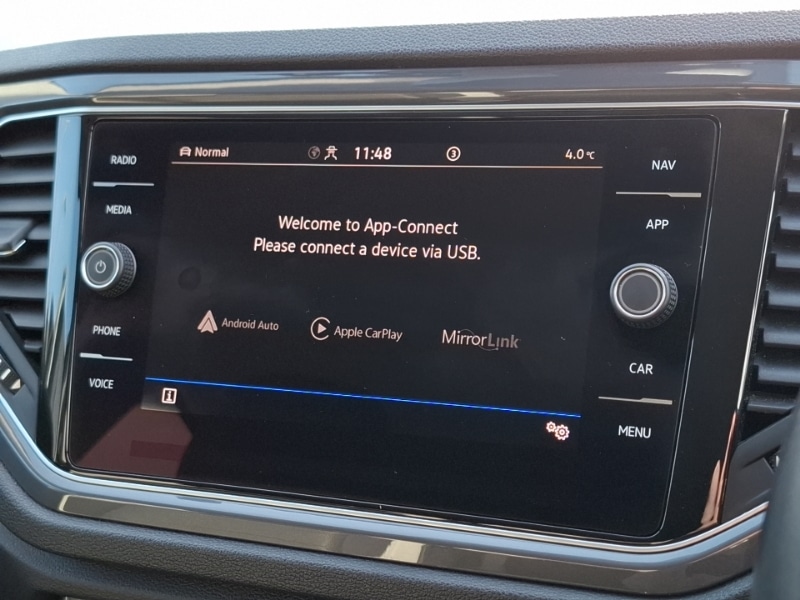 RADIO
MEDIA
PHONE
VOICE
Normal 11:48 3 4.0 °C
Welcome to App-Connect
Please connect a device via USB.
Android Auto Apple CarPlay MirrorLink
i
NAV
APP
CAR
MENU